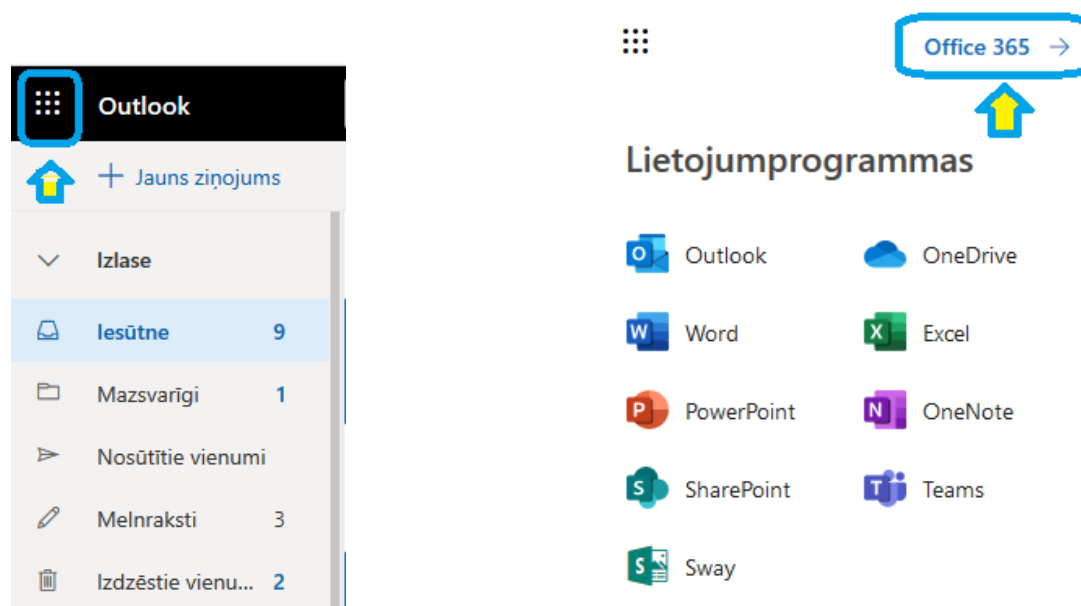 Outlook
Jauns ziņojums
Izlase
Iesūtne 9
Mazsvarīgi 1
Nosūtītie vienumi
Melnraksti 3
Izdzēstie vienu... 2
Office 365 →
Lietojumprogrammas
Outlook OneDrive
Word Excel
PowerPoint OneNote
SharePoint Teams
Sway